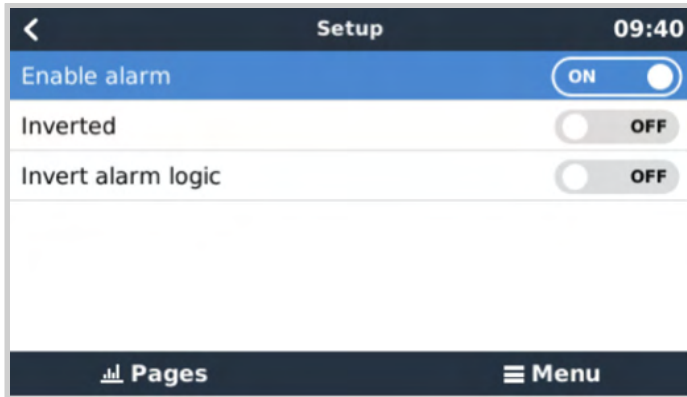 Setup 09:40
Enable alarm ON
Inverted OFF
Invert alarm logic OFF
Pages Menu